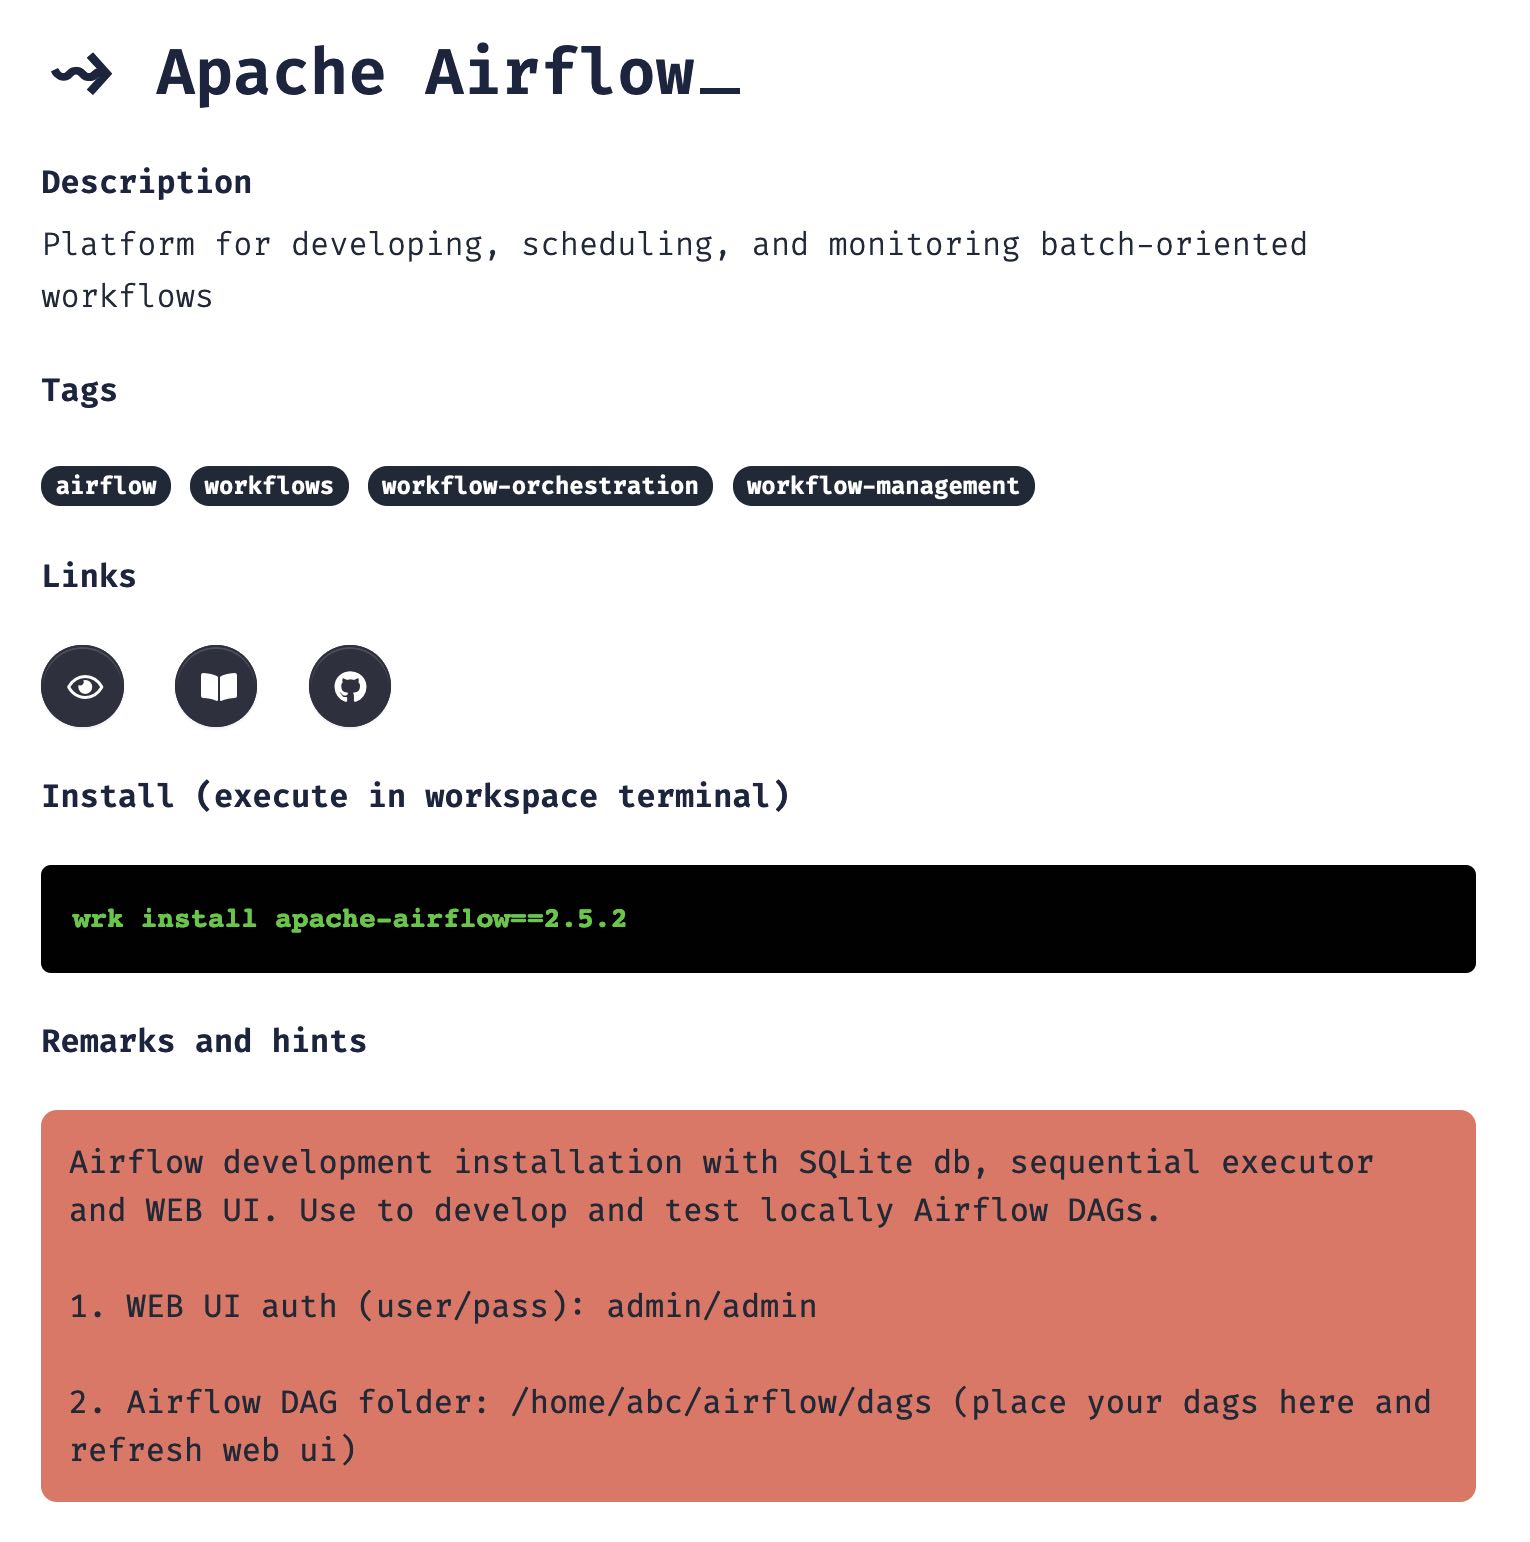 ⇝ Apache Airflow_
Description
Platform for developing, scheduling, and monitoring batch-oriented
workflows
Tags
airflow workflows workflow-orchestration workflow-management
Links
Install (execute in workspace terminal)
wrk install apache-airflow==2.5.2
Remarks and hints
Airflow development installation with SQLite db, sequential executor
and WEB UI. Use to develop and test locally Airflow DAGs.
1. WEB UI auth (user/pass): admin/admin
2. Airflow DAG folder: /home/abc/airflow/dags (place your dags here and
refresh web ui)